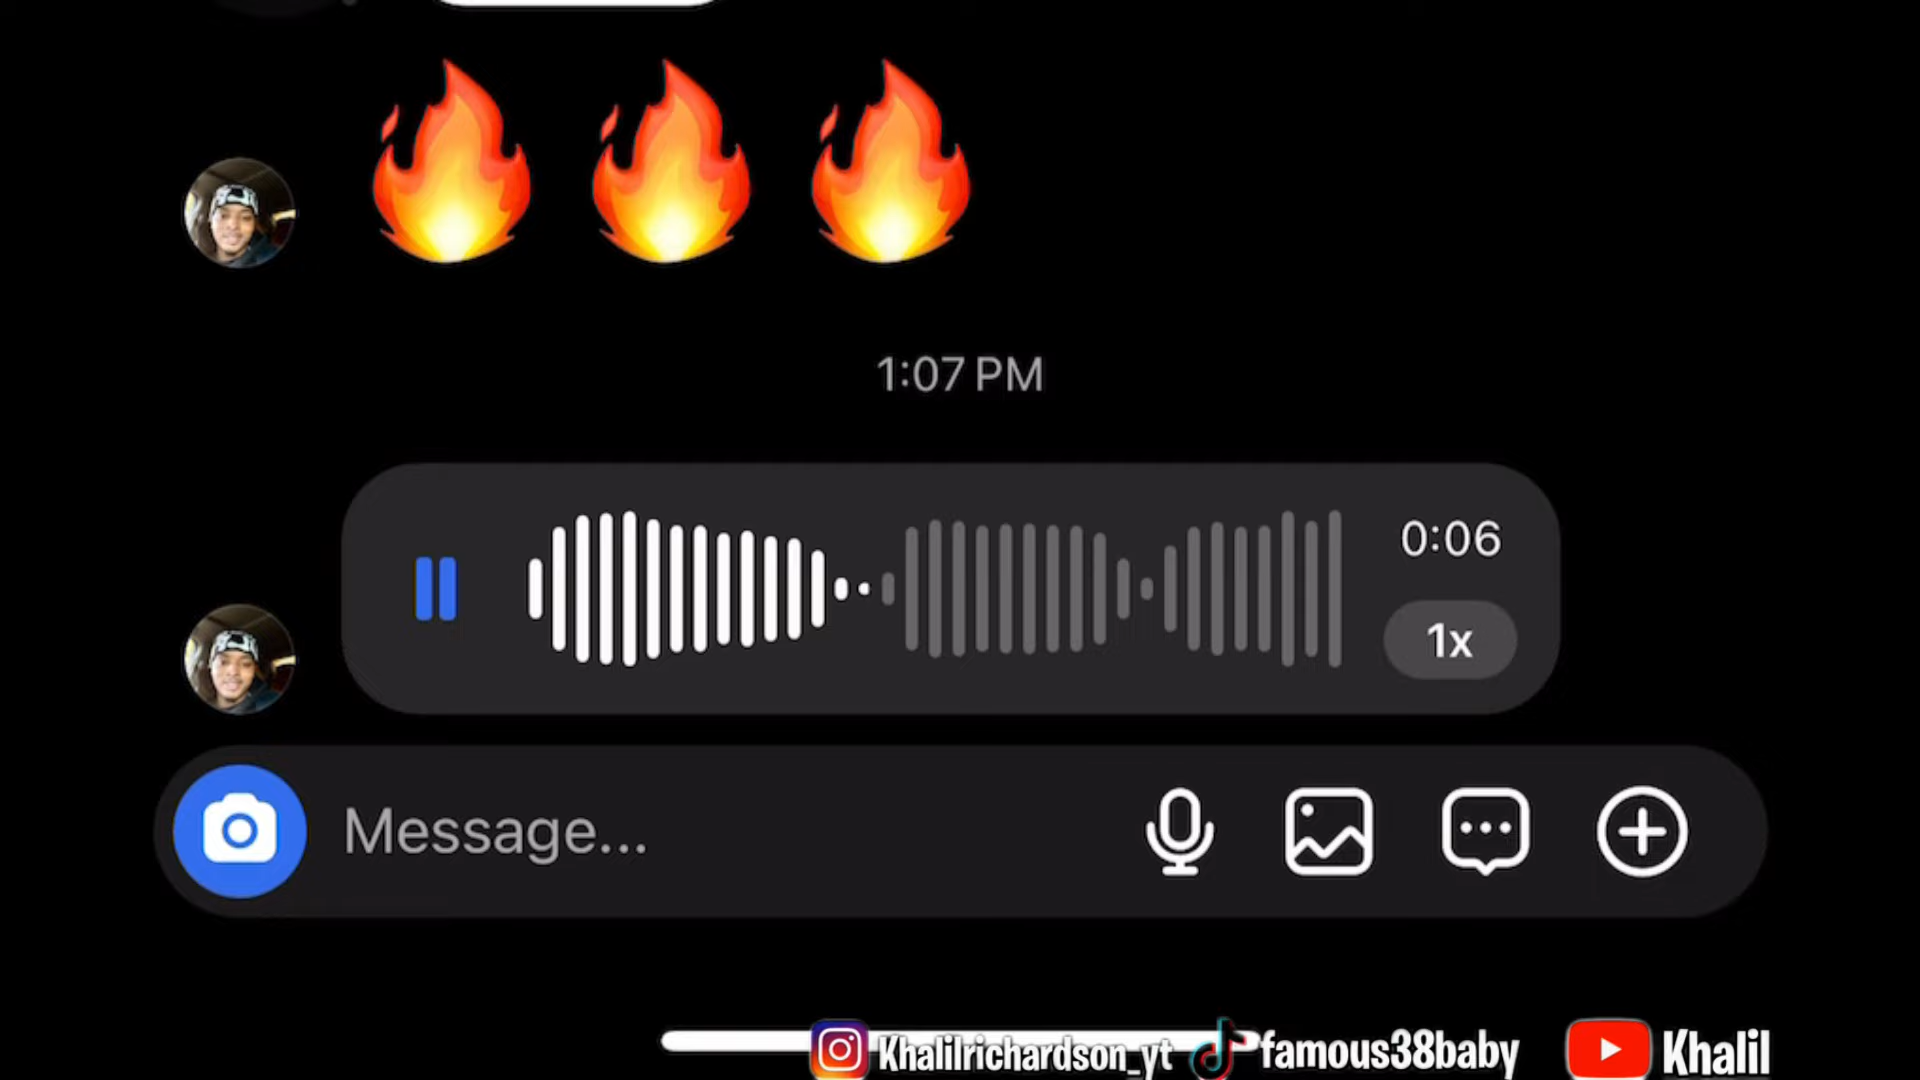 1:07 PM
0:06
1x
Message...
Khalilrichardson_yt famous38baby Khalil